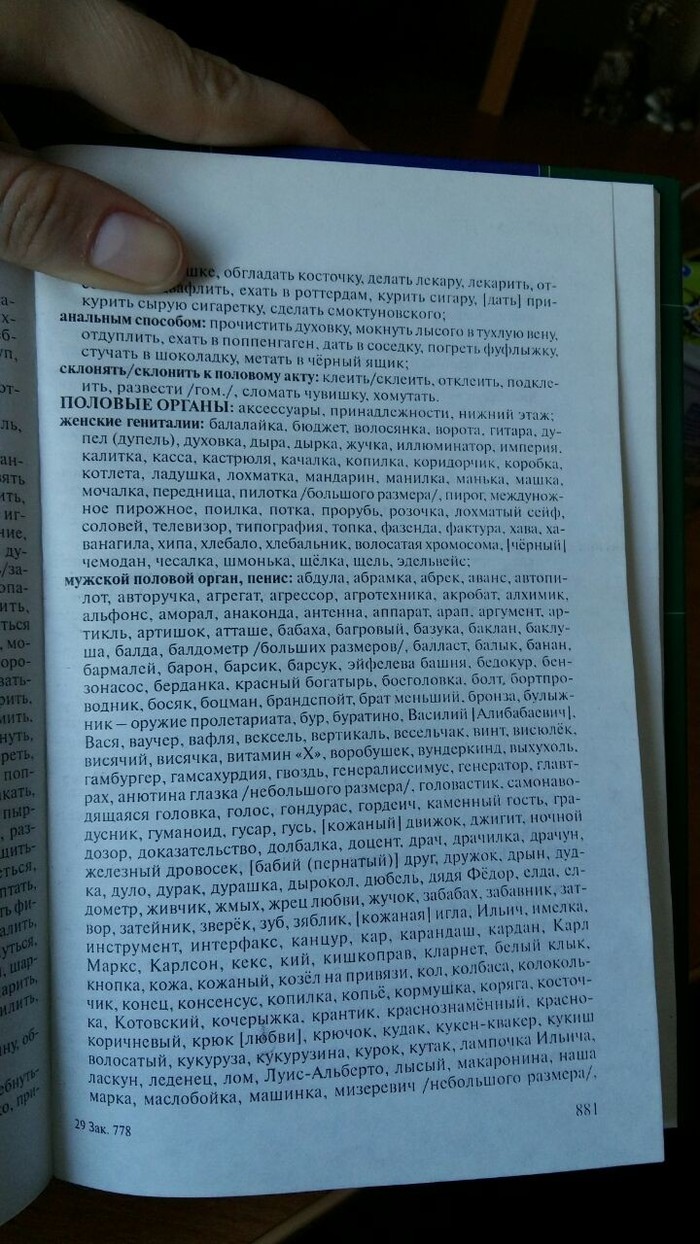 шке, обгладать косточку, делать лекару, лекарить, от-
вафлить, ехать в роттердам, курить сигару, [дать] при-
курить сырую сигаретку, сделать смоктуновского;
анальным способом: прочистить духовку, мокнуть лысого в тухлую вену,
отдуплить, ехать в поппенгаген, дать в соседку, погреть фуфлыжку,
стучать в шоколадку, метать в чёрный ящик;
склонять/склонить к половому акту: клеить/склеить, отклеить, подкле-
ить, развести /гом./, сломать чувишку, хомутать.
ПОЛОВЫЕ ОРГАНЫ: аксессуары, принадлежности, нижний этаж;
женские гениталии: балалайка, бюджет, волосянка, ворота, гитара, ду-
пел (дупель), духовка, дыра, дырка, жучка, иллюминатор, империя,
калитка, касса, кастрюля, качалка, копилка, коридорчик, коробка,
котлета, ладушка, лохматка, мандарин, манилка, манька, машка,
мочалка, передница, пилотка /большого размера/, пирог, междунож-
ное пирожное, поилка, потка, прорубь, розочка, лохматый сейф,
соловей, телевизор, типография, топка, фазенда, фактура, хава, ха-
ванагила, хипа, хлебало, хлебальник, волосатая хромосома, [чёрный]
чемодан, чесалка, шмонька, щёлка, щель, эдельвейс;
мужской половой орган, пенис: абдула, абрамка, абрек, аванс, автопи-
лот, авторучка, агрегат, агрессор, агротехника, акробат, алхимик,
альфонс, аморал, анаконда, антенна, аппарат, арап, аргумент, ар-
тикль, артишок, атташе, бабаха, багровый, базука, баклан, баклу-
ша, балда, балдометр /больших размеров/, балласт, балык, банан,
бармалей, барон, барсик, барсук, эйфелева башня, бедокур, бен-
зонасос, берданка, красный богатырь, боеголовка, болт, бортпро-
водник, босяк, боцман, брандспойт, брат меньший, бронза, булыж-
ник — оружие пролетариата, бур, буратино, Василий [Алибабаевич],
Вася, ваучер, вафля, вексель, вертикаль, весельчак, винт, висюлёк,
висячий, висячка, витамин «Х», воробушек, вундеркинд, выхухоль,
гамбургер, гамсахурдия, гвоздь, генералиссимус, генератор, главт-
рах, анютина глазка /небольшого размера/, головастик, самонаво-
дящаяся головка, голос, гондурас, гордеич, каменный гость, гра-
дусник, гуманоид, гусар, гусь, [кожаный] движок, джигит, ночной
дозор, доказательство, долбалка, доцент, драч, драчилка, драчун,
железный дровосек, [бабий (пернатый)] друг, дружок, дрын, дуд-
ка, дуло, дурак, дурашка, дырокол, дюбель, дядя Фёдор, елда, ел-
дометр, живчик, жмых, жрец любви, жучок, забабах, забавник, зат-
вор, затейник, зверёк, зуб, зяблик, [кожаная] игла, Ильич, имелка,
инструмент, интерфакс, канцур, кар, карандаш, кардан, Карл
Маркс, Карлсон, кекс, кий, кишкоправ, кларнет, белый клык,
кнопка, кожа, кожаный, козёл на привязи, кол, колбаса, колоколь-
чик, конец, консенсус, копилка, копьё, кормушка, коряга, косточ-
ка, Котовский, кочерыжка, крантик, краснознамённый, красно-
коричневый, крюк [любви], крючок, кудак, кукен-квакер, кукиш
волосатый, кукуруза, кукурузина, курок, кутак, лампочка Ильича,
ласкун, леденец, лом, Луис-Альберто, лысый, макаронина, наша
марка, маслобойка, машинка, мизеревич /небольшого размера/,
881
29 Зак. 778